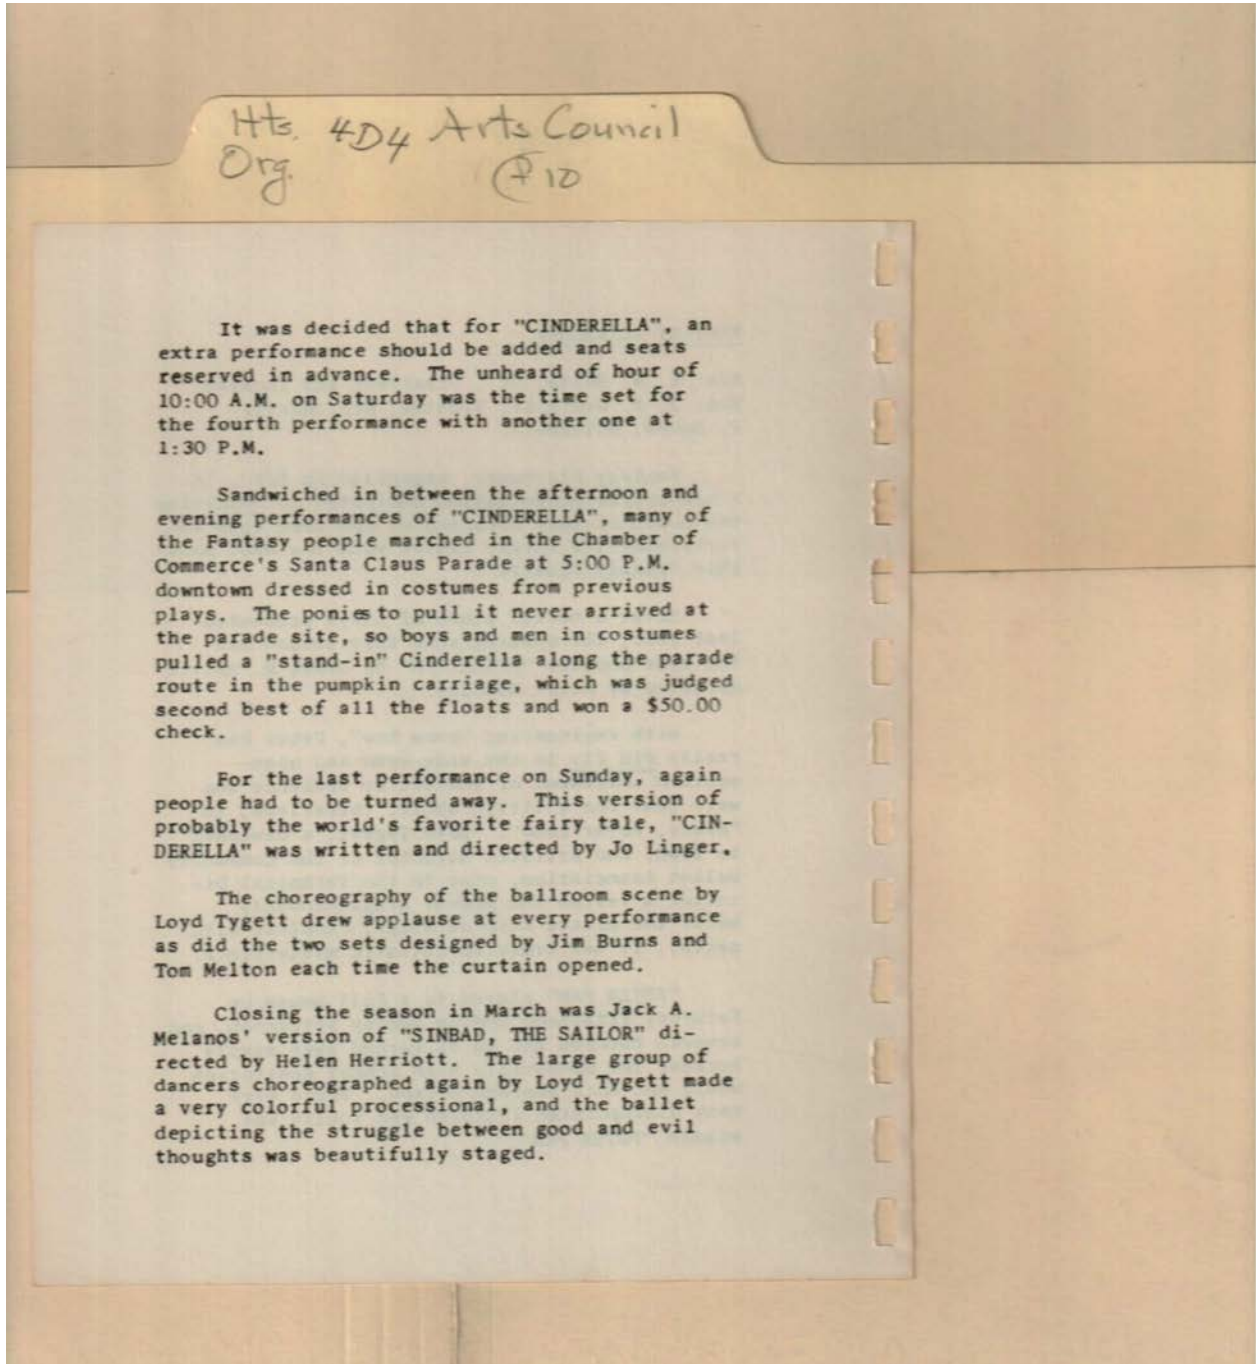 Hts. 4D4 Arts Council
Org. P10
It was decided that for "CINDERELLA", an
extra performance should be added and seats
reserved in advance. The unheard of hour of
10:00 A.M. on Saturday was the time set for
the fourth performance with another one at
1:30 P.M.
Sandwiched in between the afternoon and
evening performances of "CINDERELLA", many of
the Fantasy people marched in the Chamber of
Commerce's Santa Claus Parade at 5:00 P.M.
downtown dressed in costumes from previous
plays. The ponies to pull it never arrived at
the parade site, so boys and men in costumes
pulled a "stand-in" Cinderella along the parade
route in the pumpkin carriage, which was judged
second best of all the floats and won a $50.00
check.
For the last performance on Sunday, again
people had to be turned away. This version of
probably the world's favorite fairy tale, "CIN-
DERELLA" was written and directed by Jo Linger.
The choreography of the ballroom scene by
Loyd Tygett drew applause at every performance
as did the two sets designed by Jim Burns and
Tom Melton each time the curtain opened.
Closing the season in March was Jack A.
Melanos' version of "SINBAD, THE SAILOR" di-
rected by Helen Herriott. The large group of
dancers choreographed again by Loyd Tygett made
a very colorful processional, and the ballet
depicting the struggle between good and evil
thoughts was beautifully staged.